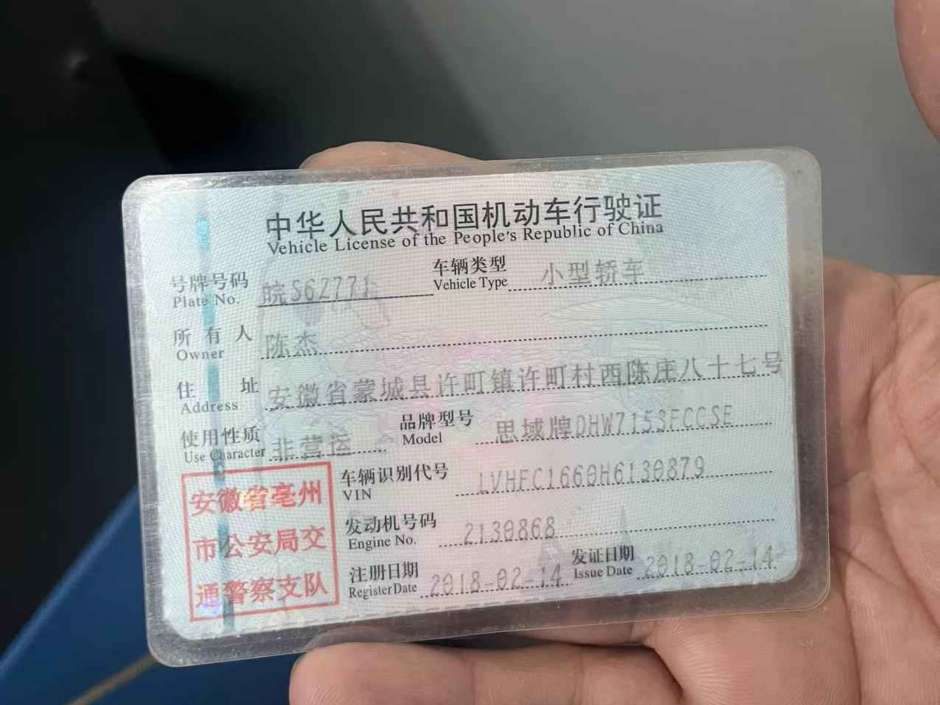 中华人民共和国机动车行驶证
Vehicle License of the People's Republic of China
号牌号码 皖S62771 车辆类型 小型轿车
Plate No. Vehicle Type
所有人 陈杰
Owner
住址 安徽省蒙城县许町镇许町村西陈庄八十七号
Address
使用性质 非营运 品牌型号 思域牌DHW7153FCCSE
Use Character Model
安徽省亳州
市公安局交
通警察支队
车辆识别代号 LVHFC1660H6130879
VIN
发动机号码 2130868
Engine No.
注册日期 2018-02-14 发证日期 2018-02-14
Register Date Issue Date